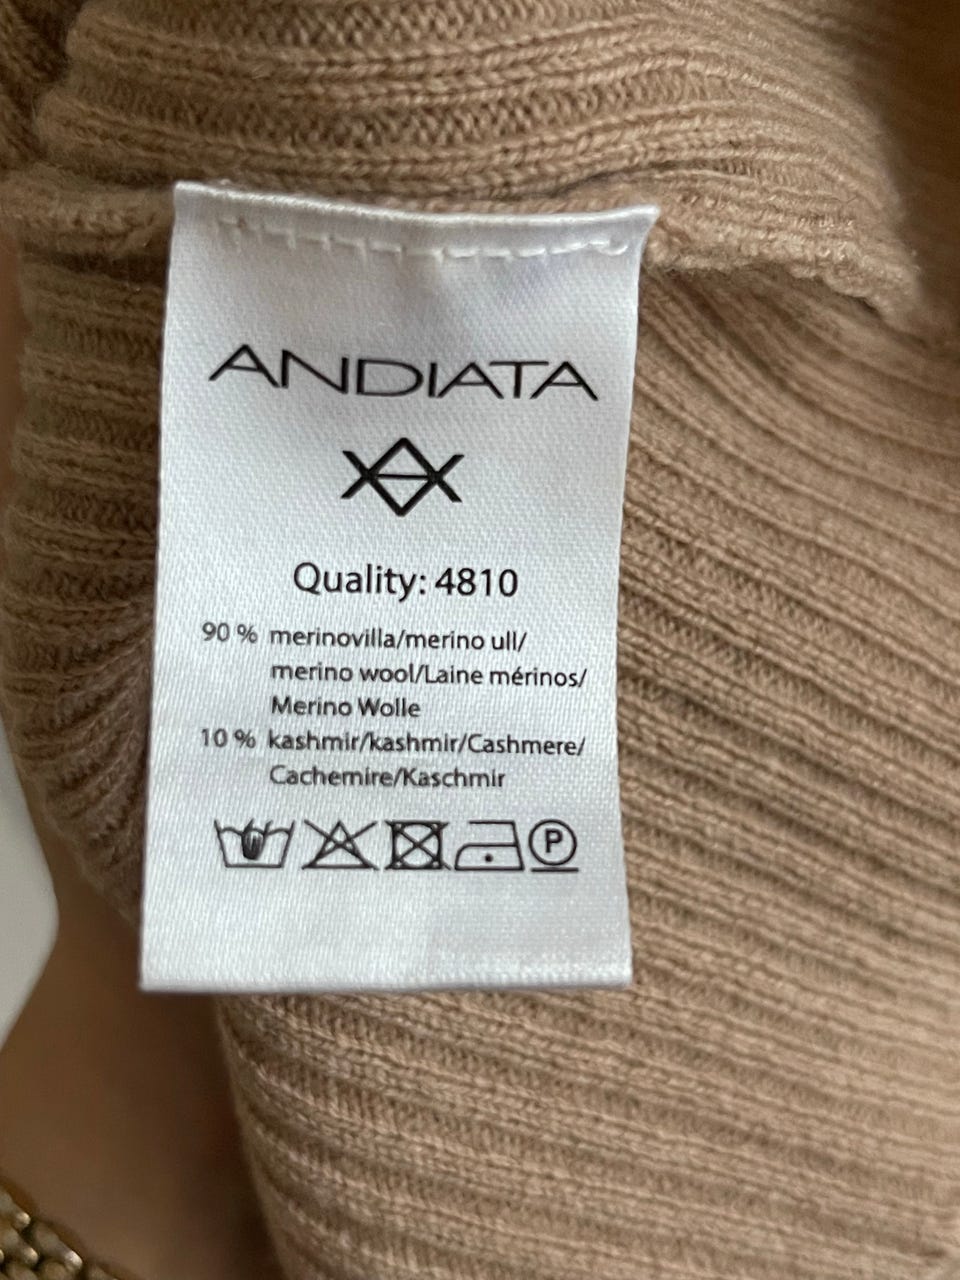 ANDIATA
Quality: 4810
90 % merinovilla/merino ull/
merino wool/Laine mérinos/
Merino Wolle
10 % kashmir/kashmir/Cashmere/
Cachemire/Kaschmir
P